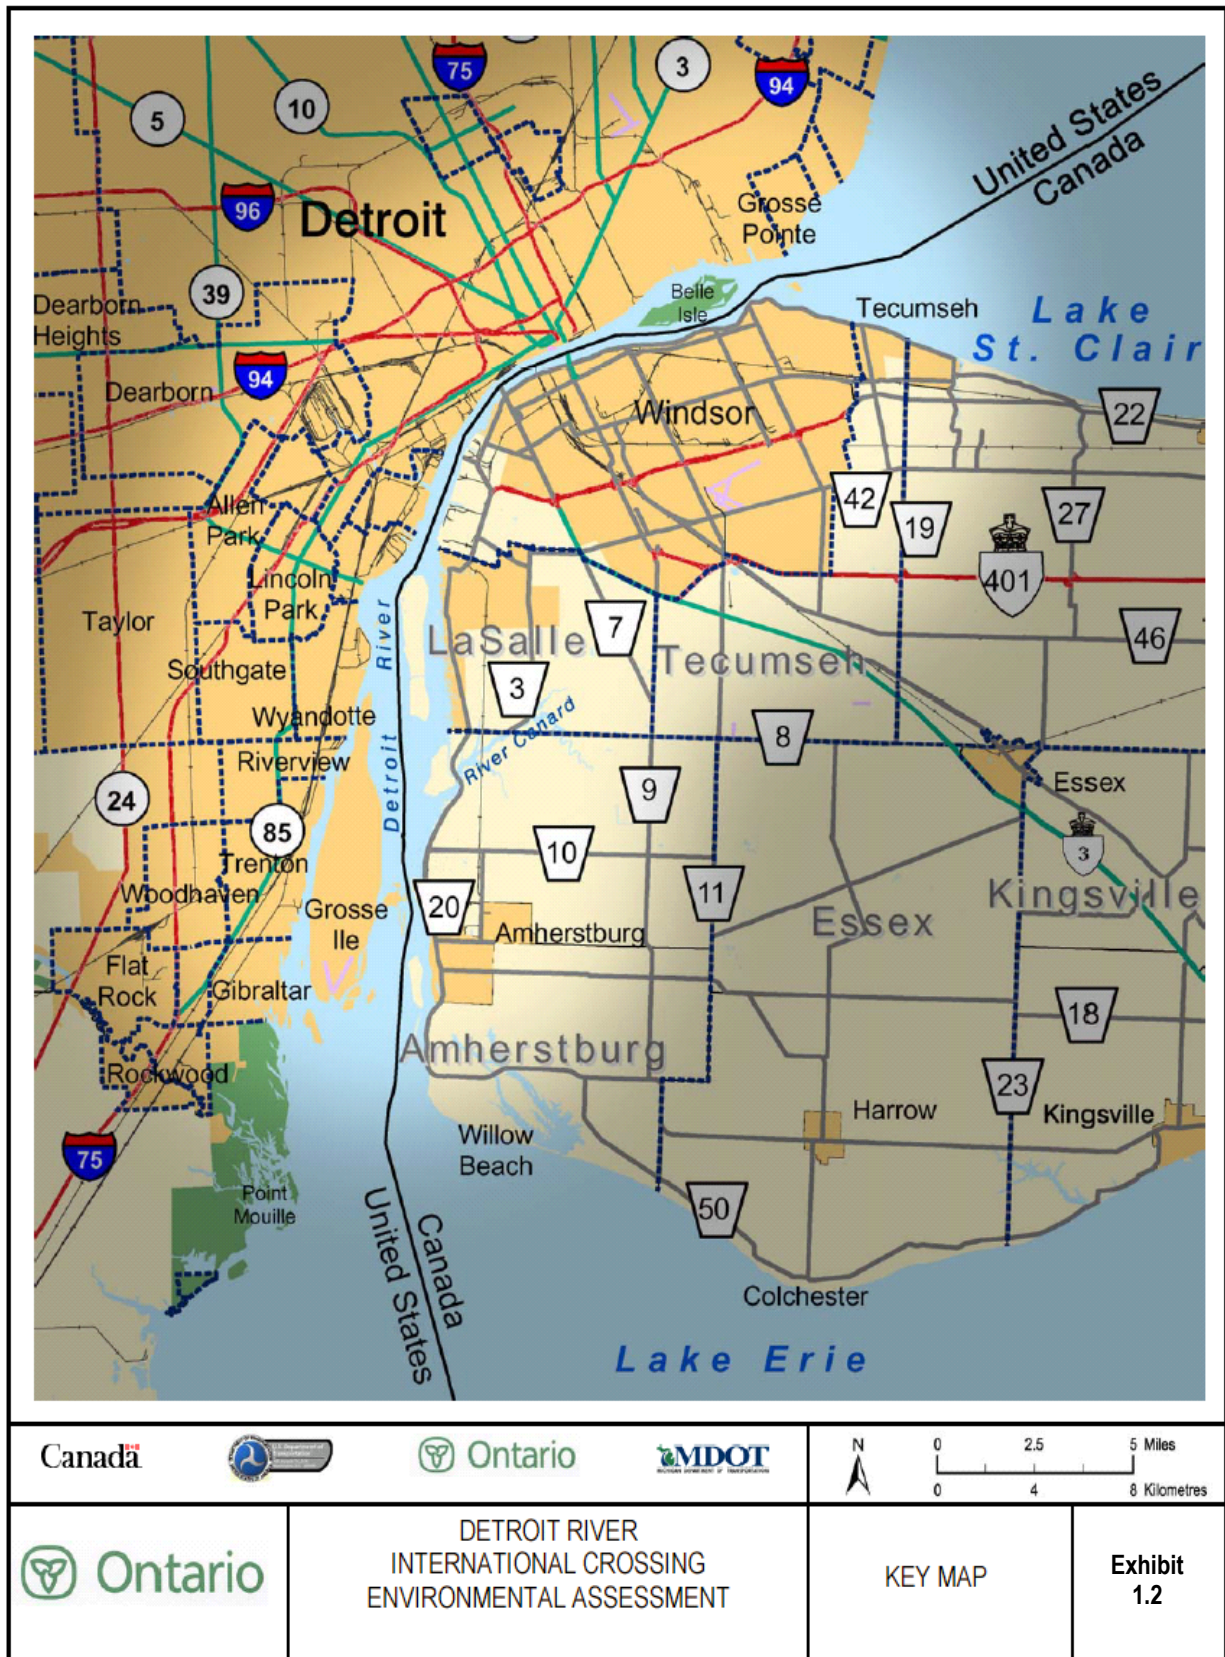 75
3
94
5
10
96
Detroit
39
Grosse
Pointe
United States
Canada
Dearborn
Heights
Belle
Isle
Tecumseh
Lake
St. Clair
94
Dearborn
Windsor
22
Allen
Park
42
19
27
401
Lincoln
Park
Taylor
Detroit River
LaSalle
7
Tecumseh
46
Southgate
3
Wyandotte
River Canard
8
Riverview
Essex
24
9
85
3
10
Trenton
Woodhaven
20
11
Kingsville
Grosse
Ile
Essex
Amherstburg
Flat
Rock
Gibraltar
18
Amherstburg
Rockwood
23
Harrow
Kingsville
75
Willow
Beach
Point
Mouille
50
Canada
United States
Colchester
Lake Erie
Canada
Ontario
MDOT
N
0 2.5 5 Miles
0 4 8 Kilometres
Ontario
DETROIT RIVER
INTERNATIONAL CROSSING
ENVIRONMENTAL ASSESSMENT
KEY MAP
Exhibit
1.2